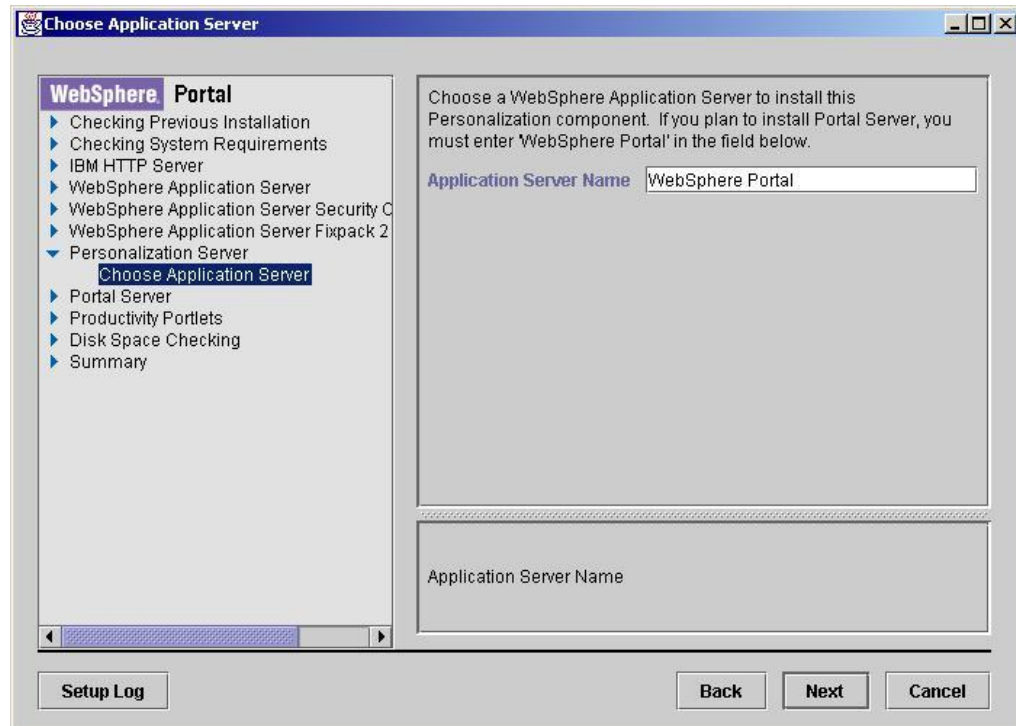 Choose Application Server
WebSphere. Portal
Checking Previous Installation
Checking System Requirements
IBM HTTP Server
WebSphere Application Server
WebSphere Application Server Security C
WebSphere Application Server Fixpack 2
Personalization Server
Choose Application Server
Portal Server
Productivity Portlets
Disk Space Checking
Summary
Choose a WebSphere Application Server to install this
Personalization component. If you plan to install Portal Server, you
must enter 'WebSphere Portal' in the field below.
Application Server Name WebSphere Portal
Application Server Name
Setup Log Back Next Cancel